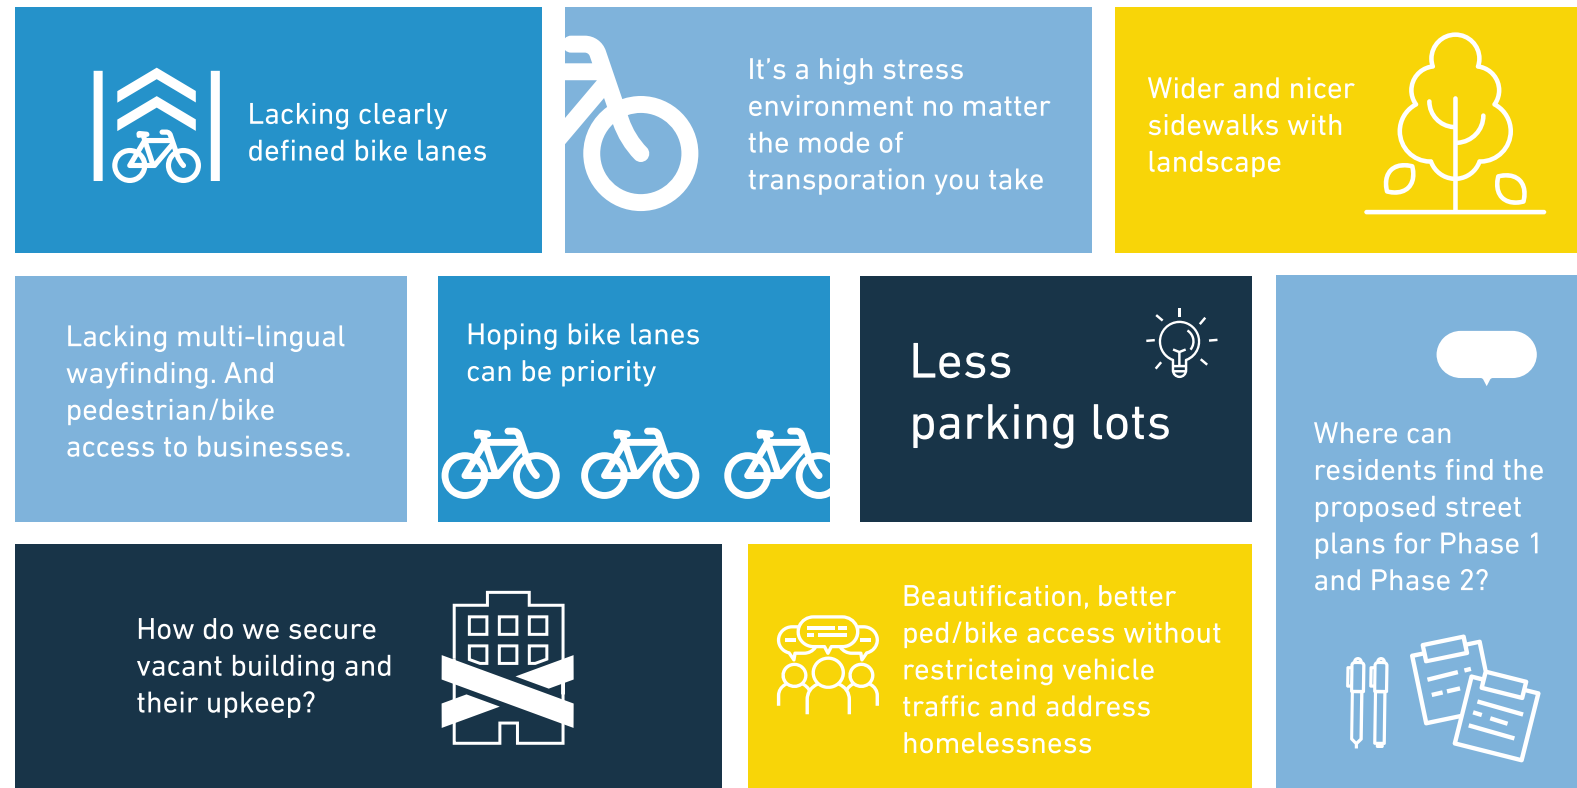 Lacking clearly
defined bike lanes
It's a high stress
environment no matter
the mode of
transporation you take
Wider and nicer
sidewalks with
landscape
Lacking multi-lingual
wayfinding. And
pedestrian/bike
access to businesses.
Hoping bike lanes
can be priority
Less
parking lots
Where can
residents find the
proposed street
plans for Phase 1
and Phase 2?
How do we secure
vacant building and
their upkeep?
Beautification, better
ped/bike access without
restricteing vehicle
traffic and address
homelessness